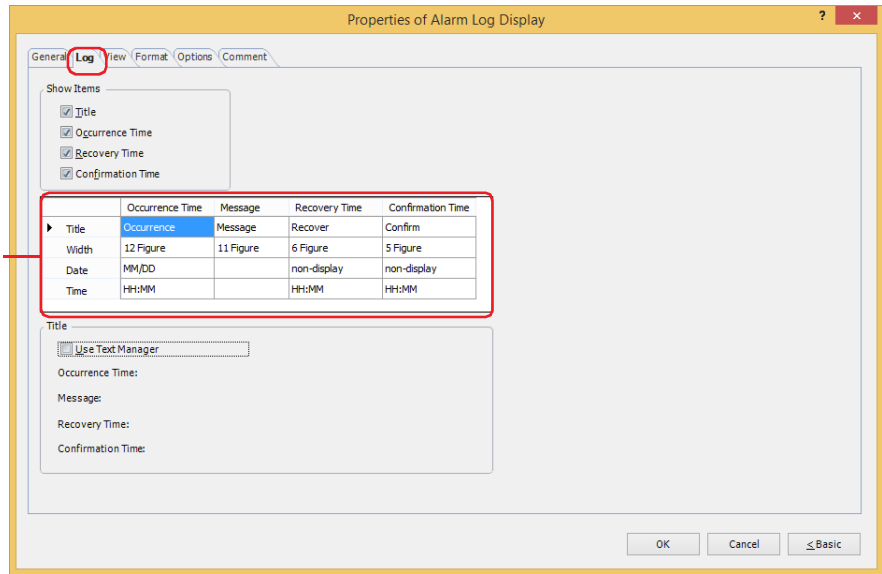 Properties of Alarm Log Display
? ×
General Log View Format Options Comment
Show Items
Title
Occurrence Time
Recovery Time
Confirmation Time
Occurrence Time Message Recovery Time Confirmation Time
Title Occurrence Message Recover Confirm
Width 12 Figure 11 Figure 6 Figure 5 Figure
Date MM/DD non-display non-display
Time HH:MM HH:MM HH:MM
Title
Use Text Manager
Occurrence Time:
Message:
Recovery Time:
Confirmation Time:
OK Cancel < Basic